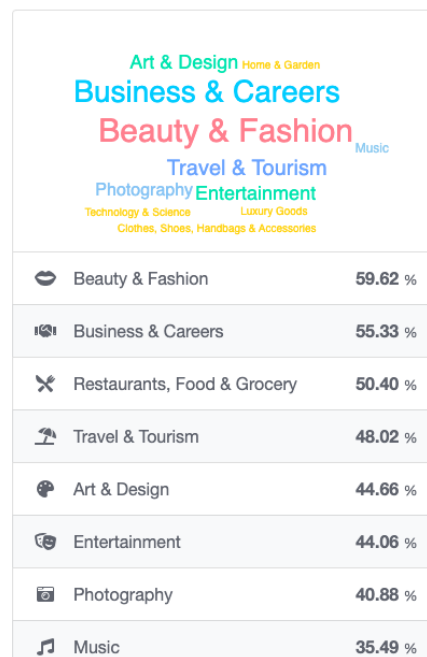 Art & Design Home & Garden
Business & Careers
Beauty & Fashion
Music
Travel & Tourism
Photography Entertainment
Technology & Science Luxury Goods
Clothes, Shoes, Handbags & Accessories
Beauty & Fashion 59.62 %
Business & Careers 55.33 %
Restaurants, Food & Grocery 50.40 %
Travel & Tourism 48.02 %
Art & Design 44.66 %
Entertainment 44.06 %
Photography 40.88 %
Music 35.49 %